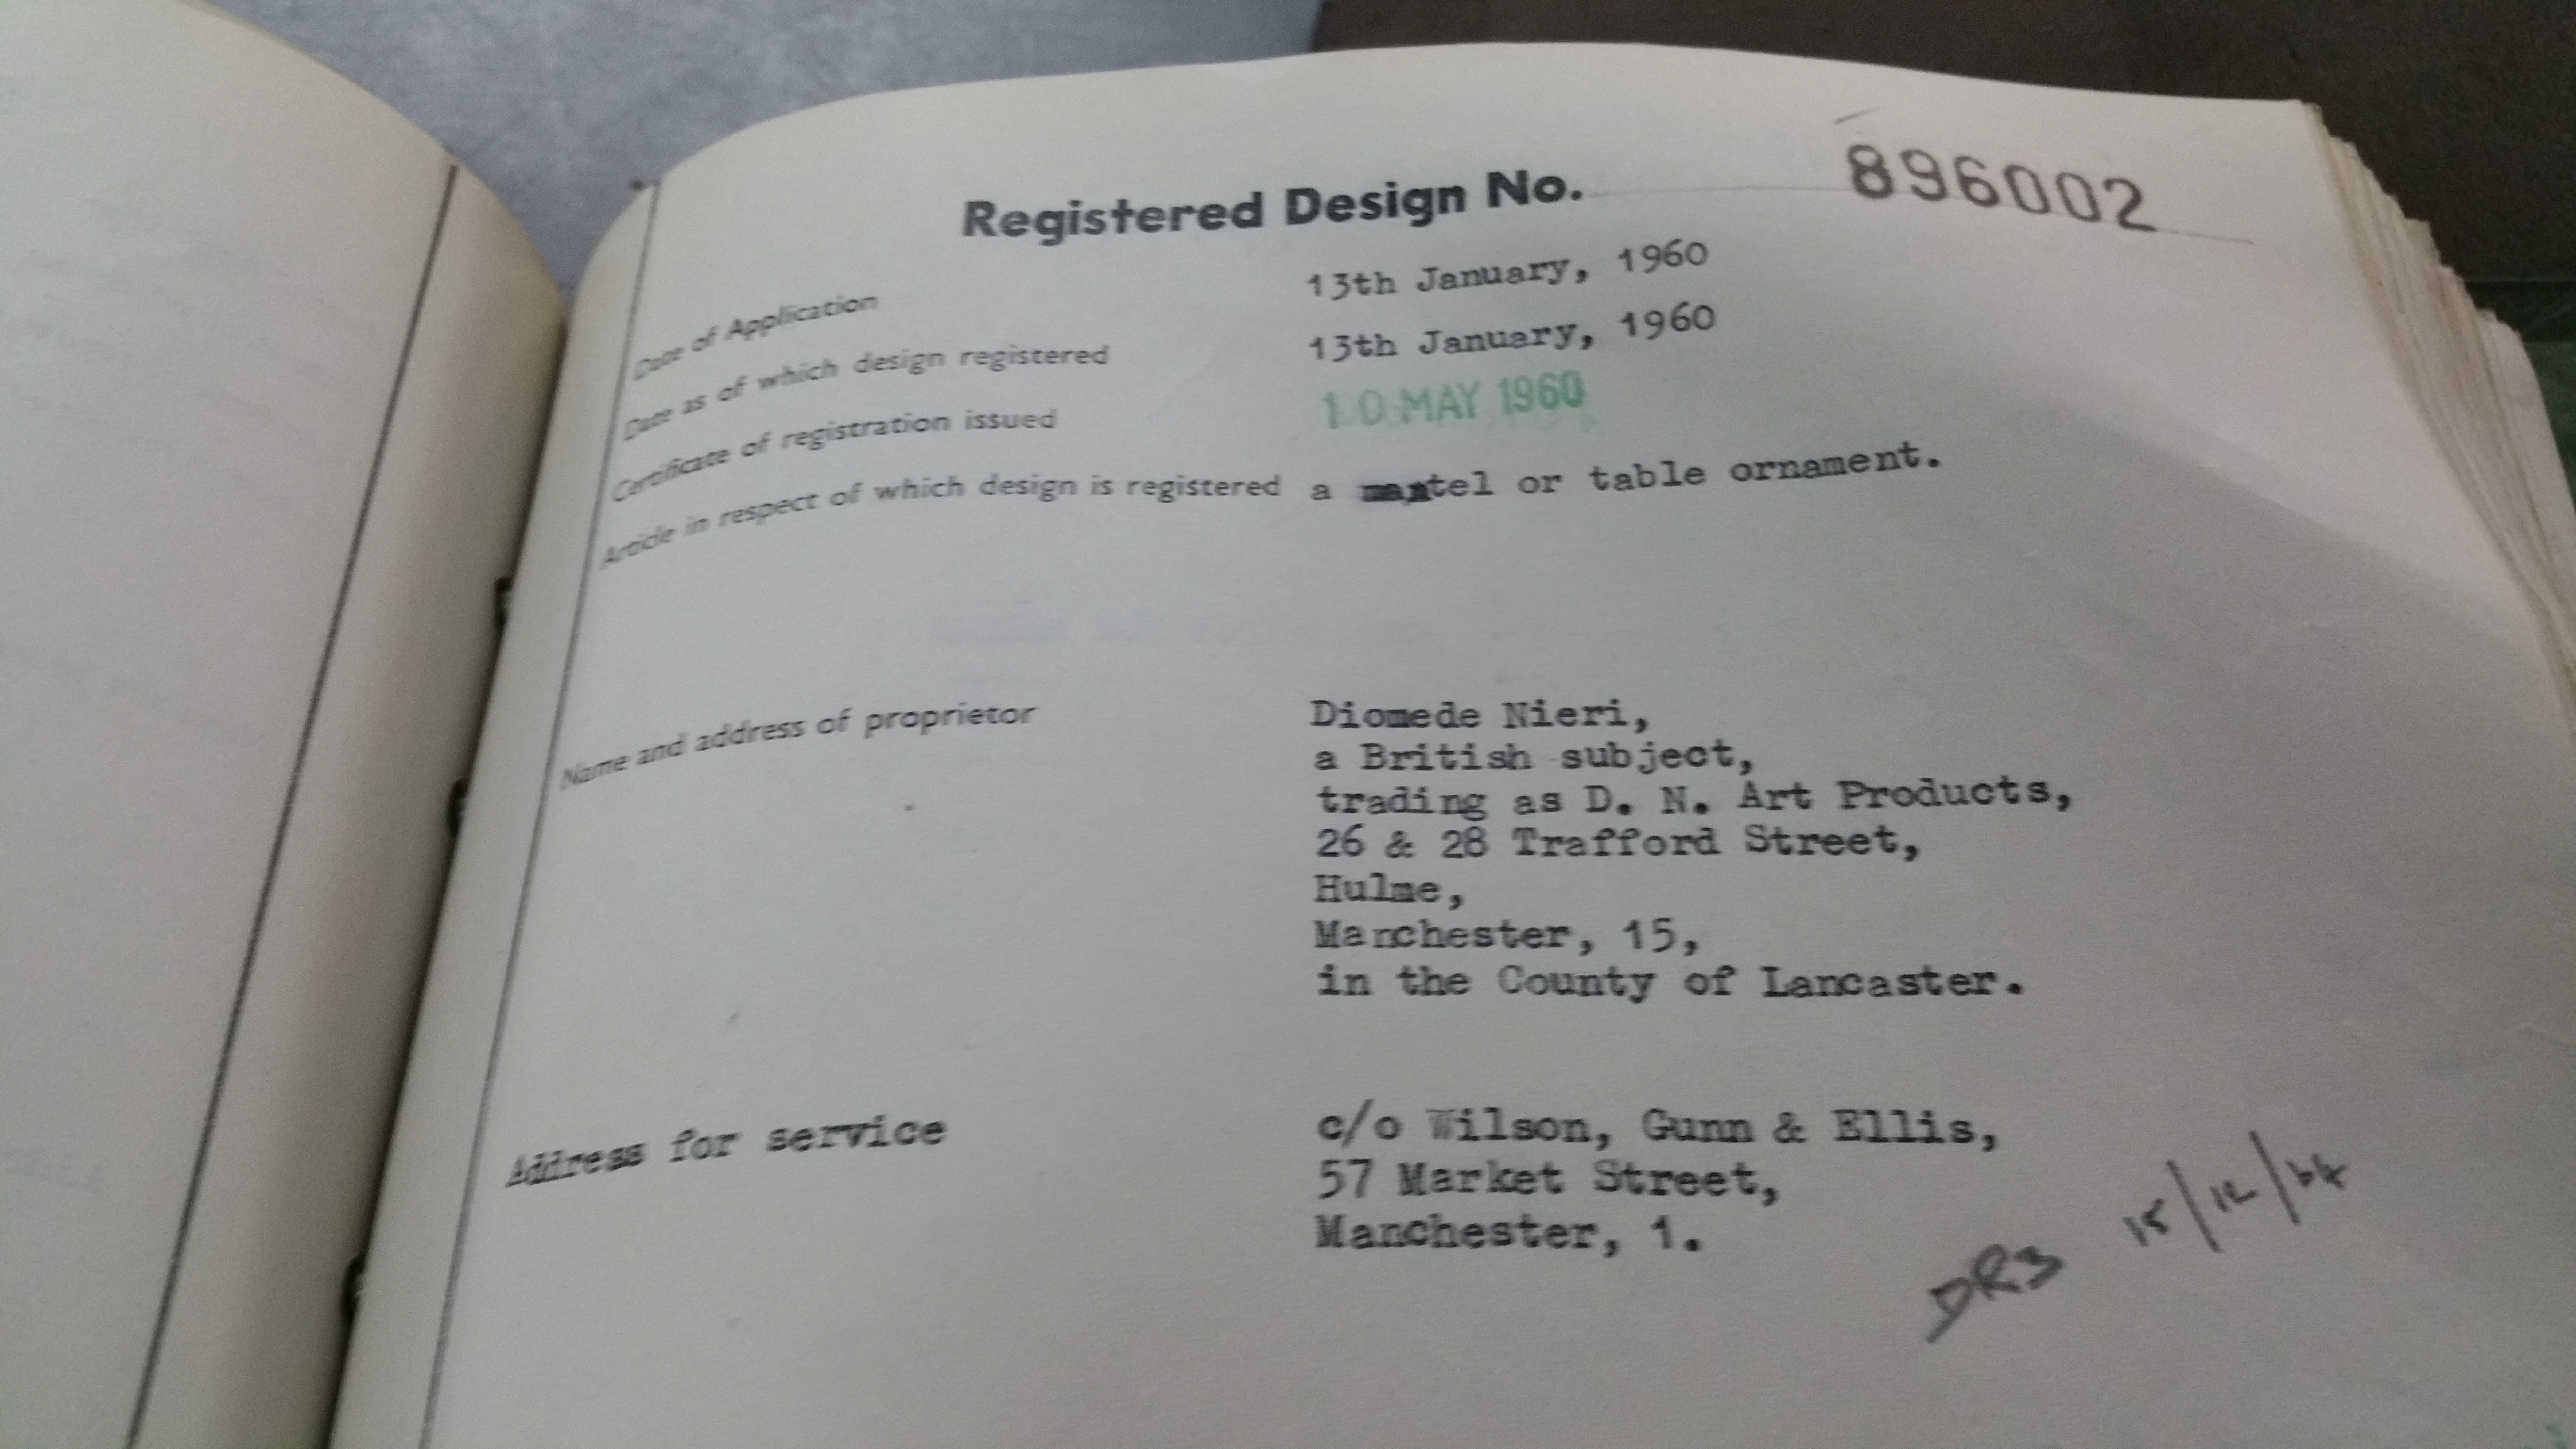 Registered Design No. 896002
Date of Application 13th January, 1960
Date as of which design registered 13th January, 1960
Certificate of registration issued 10 MAY 1960
Article in respect of which design is registered a mantel or table ornament.
Name and address of proprietor Diomede Nieri,
a British subject,
trading as D. N. Art Products,
26 & 28 Trafford Street,
Hulme,
Manchester, 15,
in the County of Lancaster.
Address for service c/o Wilson, Gunn & Ellis,
57 Market Street,
Manchester, 1.
15/12/64